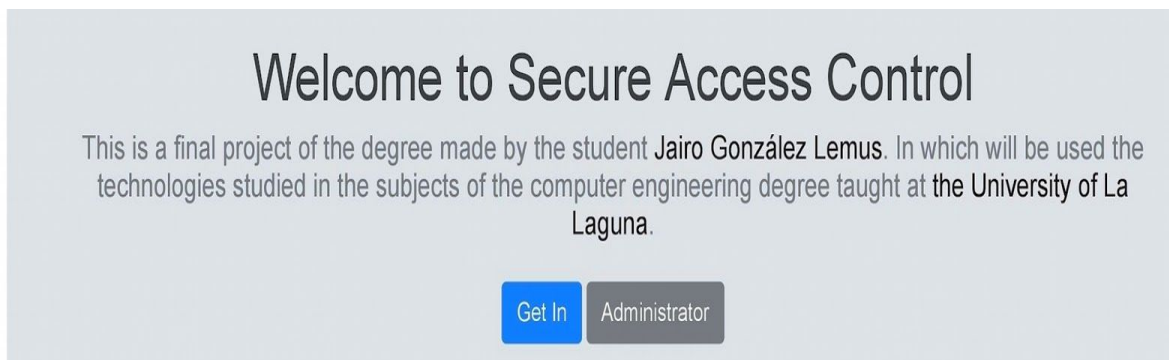 Welcome to Secure Access Control
This is a final project of the degree made by the student Jairo González Lemus. In which will be used the
technologies studied in the subjects of the computer engineering degree taught at the University of La
Laguna.
Get In Administrator